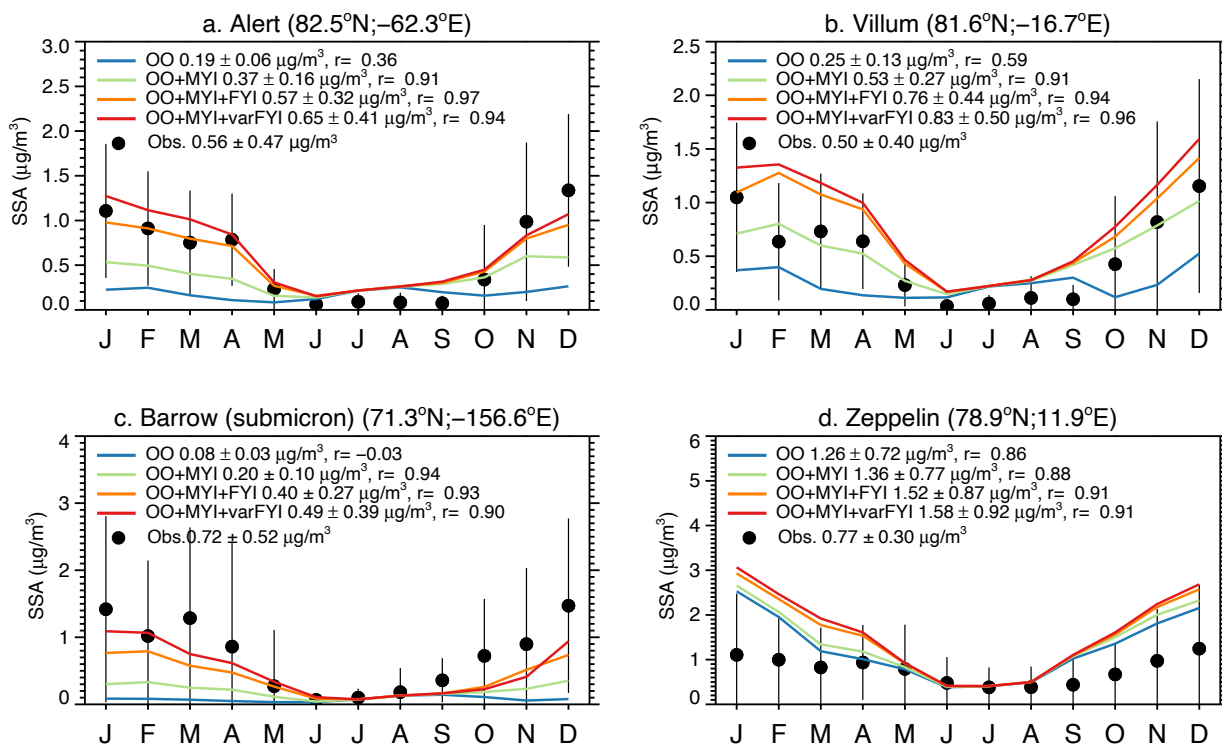 a. Alert (82.5°N;−62.3°E)
3.0
2.5
2.0
1.5
1.0
0.5
0.0
SSA (μg/m³)
OO 0.19 ± 0.06 μg/m³, r= 0.36
OO+MYI 0.37 ± 0.16 μg/m³, r= 0.91
OO+MYI+FYI 0.57 ± 0.32 μg/m³, r= 0.97
OO+MYI+varFYI 0.65 ± 0.41 μg/m³, r= 0.94
Obs. 0.56 ± 0.47 μg/m³
J F M A M J J A S O N D
b. Villum (81.6°N;−16.7°E)
2.5
2.0
1.5
1.0
0.5
0.0
SSA (μg/m³)
OO 0.25 ± 0.13 μg/m³, r= 0.59
OO+MYI 0.53 ± 0.27 μg/m³, r= 0.91
OO+MYI+FYI 0.76 ± 0.44 μg/m³, r= 0.94
OO+MYI+varFYI 0.83 ± 0.50 μg/m³, r= 0.96
Obs. 0.50 ± 0.40 μg/m³
J F M A M J J A S O N D
c. Barrow (submicron) (71.3°N;−156.6°E)
4
3
2
1
0
SSA (μg/m³)
OO 0.08 ± 0.03 μg/m³, r= −0.03
OO+MYI 0.20 ± 0.10 μg/m³, r= 0.94
OO+MYI+FYI 0.40 ± 0.27 μg/m³, r= 0.93
OO+MYI+varFYI 0.49 ± 0.39 μg/m³, r= 0.90
Obs.0.72 ± 0.52 μg/m³
J F M A M J J A S O N D
d. Zeppelin (78.9°N;11.9°E)
6
5
4
3
2
1
0
SSA (μg/m³)
OO 1.26 ± 0.72 μg/m³, r= 0.86
OO+MYI 1.36 ± 0.77 μg/m³, r= 0.88
OO+MYI+FYI 1.52 ± 0.87 μg/m³, r= 0.91
OO+MYI+varFYI 1.58 ± 0.92 μg/m³, r= 0.91
Obs. 0.77 ± 0.30 μg/m³
J F M A M J J A S O N D